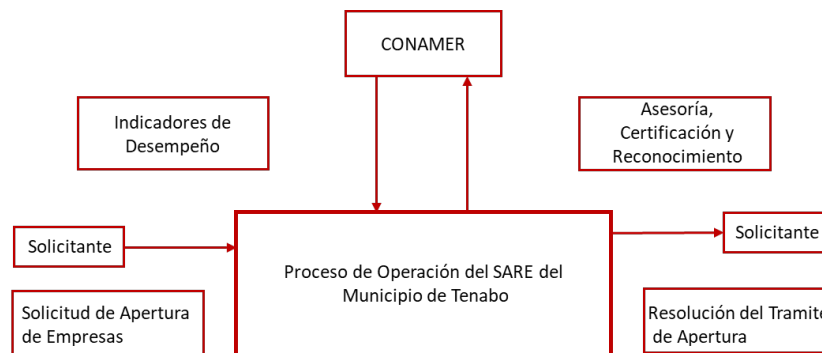 CONAMER
Indicadores de
Desempeño
Asesoría,
Certificación y
Reconocimiento
Solicitante
Proceso de Operación del SARE del
Municipio de Tenabo
Solicitante
Solicitud de Apertura
de Empresas
Resolución del Tramite
de Apertura